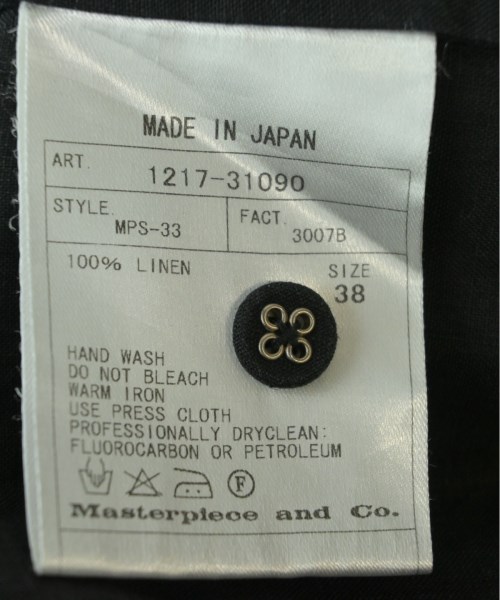 MADE IN JAPAN
ART. 1217-31090
STYLE. MPS-33 FACT. 3007B
100% LINEN SIZE
38
HAND WASH
DO NOT BLEACH
WARM IRON
USE PRESS CLOTH
PROFESSIONALLY DRYCLEAN:
FLUOROCARBON OR PETROLEUM
F
Masterpiece and Co.